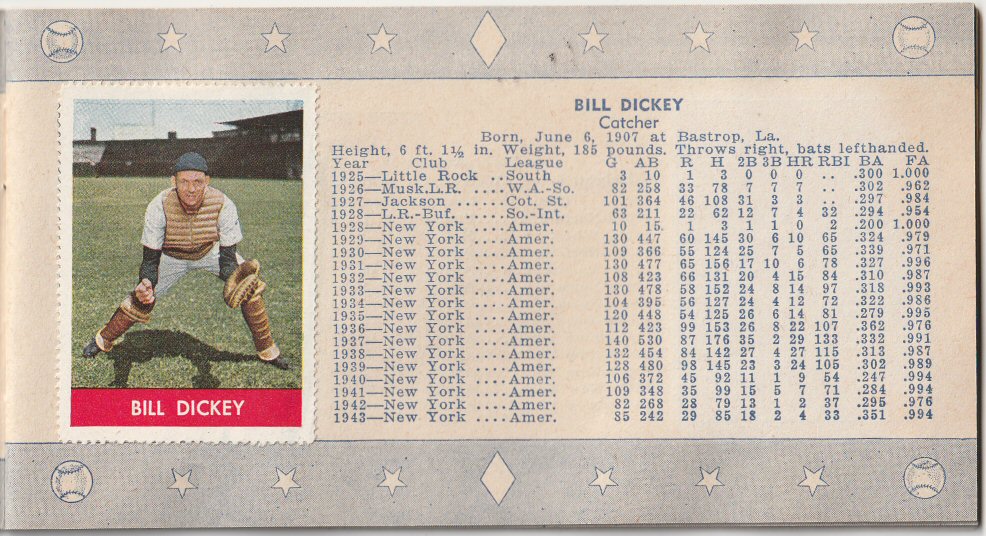 BILL DICKEY
BILL DICKEY
Catcher
Born, June 6, 1907 at Bastrop, La.
Height, 6 ft. 1½ in. Weight, 185 pounds. Throws right, bats lefthanded.
Year Club League G AB R H 2B 3B HR RBI BA FA
1925—Little Rock ..South 3 10 1 3 0 0 0 .. .300 1.000
1926—Musk.L.R. .....W.A.-So. 82 258 33 78 7 7 7 .. .302 .962
1927—Jackson .....Cot. St. 101 364 46 108 31 3 3 .. .297 .984
1928—L.R.-Buf. .....So.-Int. 63 211 22 62 12 7 4 32 .294 .954
1928—New York ....Amer. 10 15 1 3 1 1 0 2 .200 1.000
1929—New York ....Amer. 130 447 60 145 30 6 10 65 .324 .979
1930—New York ....Amer. 109 366 55 124 25 7 5 65 .339 .971
1931—New York ....Amer. 130 477 65 156 17 10 6 78 .327 .996
1932—New York ....Amer. 108 423 66 131 20 4 15 84 .310 .987
1933—New York ....Amer. 130 478 58 152 24 8 14 97 .318 .993
1934—New York ....Amer. 104 395 56 127 24 4 12 72 .322 .986
1935—New York ....Amer. 120 448 54 125 26 6 14 81 .279 .995
1936—New York ....Amer. 112 423 99 153 26 8 22 107 .362 .976
1937—New York ....Amer. 140 530 87 176 35 2 29 133 .332 .991
1938—New York ....Amer. 132 454 84 142 27 4 27 115 .313 .987
1939—New York ....Amer. 128 480 98 145 23 3 24 105 .302 .989
1940—New York ....Amer. 106 372 45 92 11 1 9 54 .247 .994
1941—New York ....Amer. 109 348 35 99 15 5 7 71 .284 .994
1942—New York ....Amer. 82 268 28 79 13 1 2 37 .295 .976
1943—New York ....Amer. 85 242 29 85 18 2 4 33 .351 .994